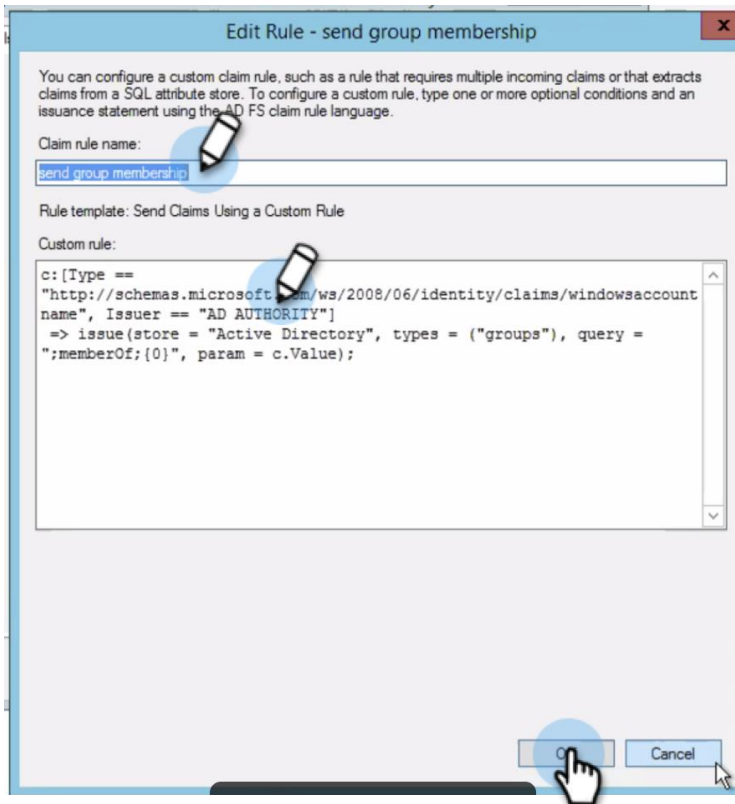 Edit Rule - send group membership
x
You can configure a custom claim rule, such as a rule that requires multiple incoming claims or that extracts
claims from a SQL attribute store. To configure a custom rule, type one or more optional conditions and an
issuance statement using the AD FS claim rule language.
Claim rule name:
send group membership
Rule template: Send Claims Using a Custom Rule
Custom rule:
c:[Type ==
"http://schemas.microsoft.com/ws/2008/06/identity/claims/windowsaccount
name", Issuer == "AD AUTHORITY"]
=> issue(store = "Active Directory", types = ("groups"), query =
";memberOf;{0}", param = c.Value);
Cancel